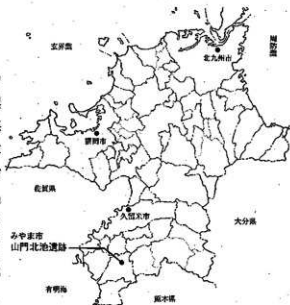 玄界灘
周防灘
北九州市
福岡市
佐賀県
久留米市
大分県
みやま市
山門北池遺跡
有明海
熊本県